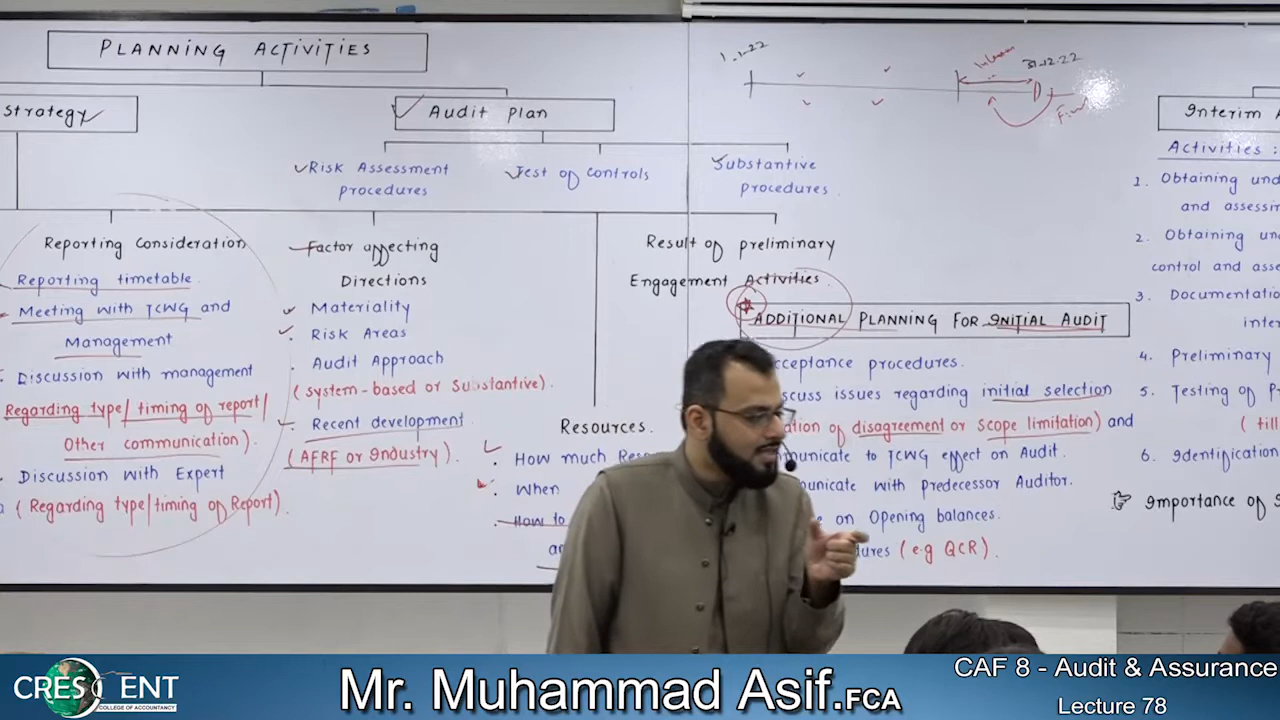 PLANNING ACTIVITIES
strategy
Audit plan
Risk Assessment
procedures
Test of controls
Substantive
procedures.
Reporting Consideration
Reporting timetable.
Meeting with TCWG and
Management
Discussion with management
Regarding type/timing of report/
Other communication).
Discussion with Expert
(Regarding type/timing of Report).
Factor affecting
Directions
Materiality
Risk Areas
Audit Approach
(System-based or Substantive).
Recent development
(AFRF or Industry).
Resources.
How much
When
How to
Result of preliminary
Engagement Activities.
ADDITIONAL PLANNING FOR INITIAL AUDIT
cceptance procedures.
scuss issues regarding initial selection
ation of disagreement or scope limitation) and
municate to TCWG effect on Audit.
municate with predecessor Auditor.
e on Opening balances.
dures (e.g QCR).
1.1.22
31.12.22
Interim
Activities:
1. Obtaining und
and assessin
2. Obtaining un
control and asse
3. Documentatio
inter
4. Preliminary
5. Testing of
(till
6. Identification
Importance of
CRESCENT
COLLEGE OF ACCOUNTANCY
Mr. Muhammad Asif.FCA
CAF 8 - Audit & Assurance
Lecture 78